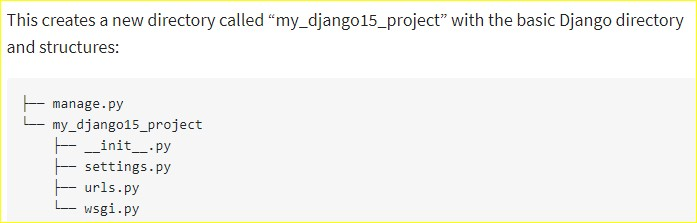 This creates a new directory called “my_django15_project” with the basic Django directory
and structures:
├── manage.py
└── my_django15_project
    ├── __init__.py
    ├── settings.py
    ├── urls.py
    └── wsgi.py